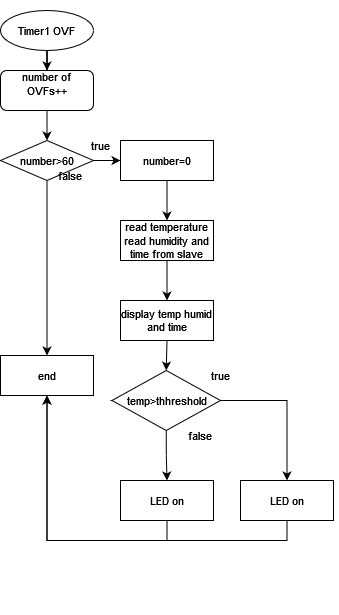 Timer1 OVF
number of
OVFs++
true
number>60
number=0
false
read temperature
read humidity and
time from slave
display temp humid
and time
end
true
temp>thhreshold
false
LED on
LED on